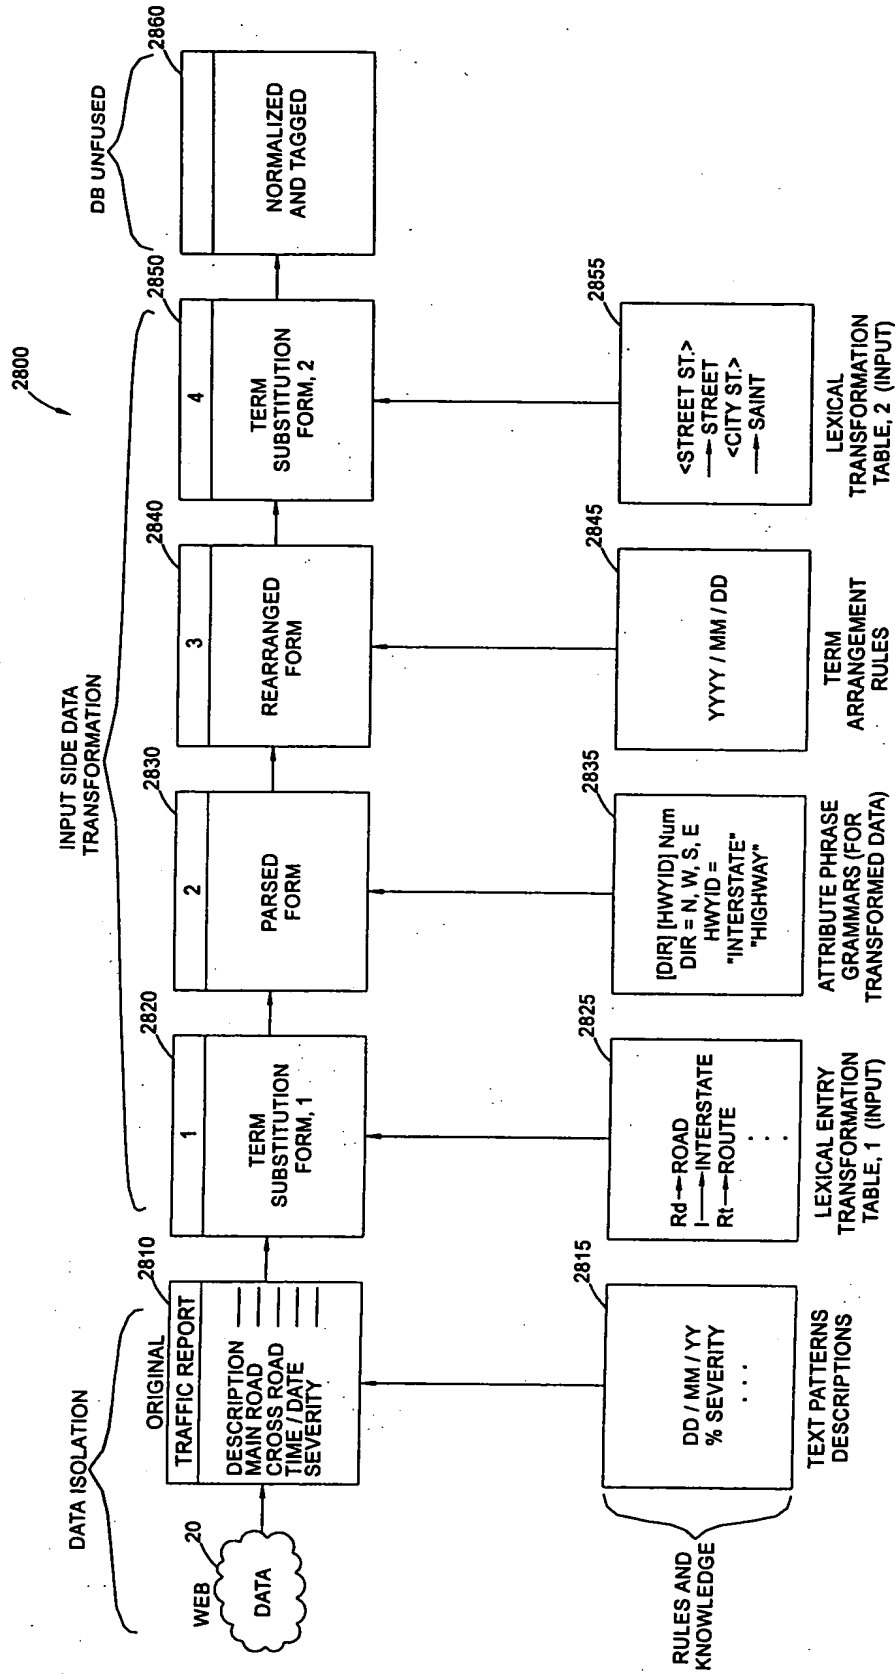 2800
DATA ISOLATION
INPUT SIDE DATA
TRANSFORMATION
DB UNFUSED
WEB
20
DATA
ORIGINAL
2810
TRAFFIC REPORT
DESCRIPTION
MAIN ROAD
CROSS ROAD
TIME / DATE
SEVERITY
2820
1
TERM
SUBSTITUTION
FORM, 1
2830
2
PARSED
FORM
2840
3
REARRANGED
FORM
2850
4
TERM
SUBSTITUTION
FORM, 2
2860
NORMALIZED
AND TAGGED
RULES AND
KNOWLEDGE
2815
DD / MM / YY
% SEVERITY
. . .
TEXT PATTERNS
DESCRIPTIONS
2825
Rd→ROAD
I→INTERSTATE
Rt→ROUTE
. . .
LEXICAL ENTRY
TRANSFORMATION
TABLE, 1 (INPUT)
2835
[DIR] [HWYID] Num
DIR = N, W, S, E
HWYID =
"INTERSTATE"
"HIGHWAY"
ATTRIBUTE PHRASE
GRAMMARS (FOR
TRANSFORMED DATA)
2845
YYYY / MM / DD
TERM
ARRANGEMENT
RULES
2855
<STREET ST.>
→STREET
<CITY ST.>
→SAINT
LEXICAL
TRANSFORMATION
TABLE, 2 (INPUT)